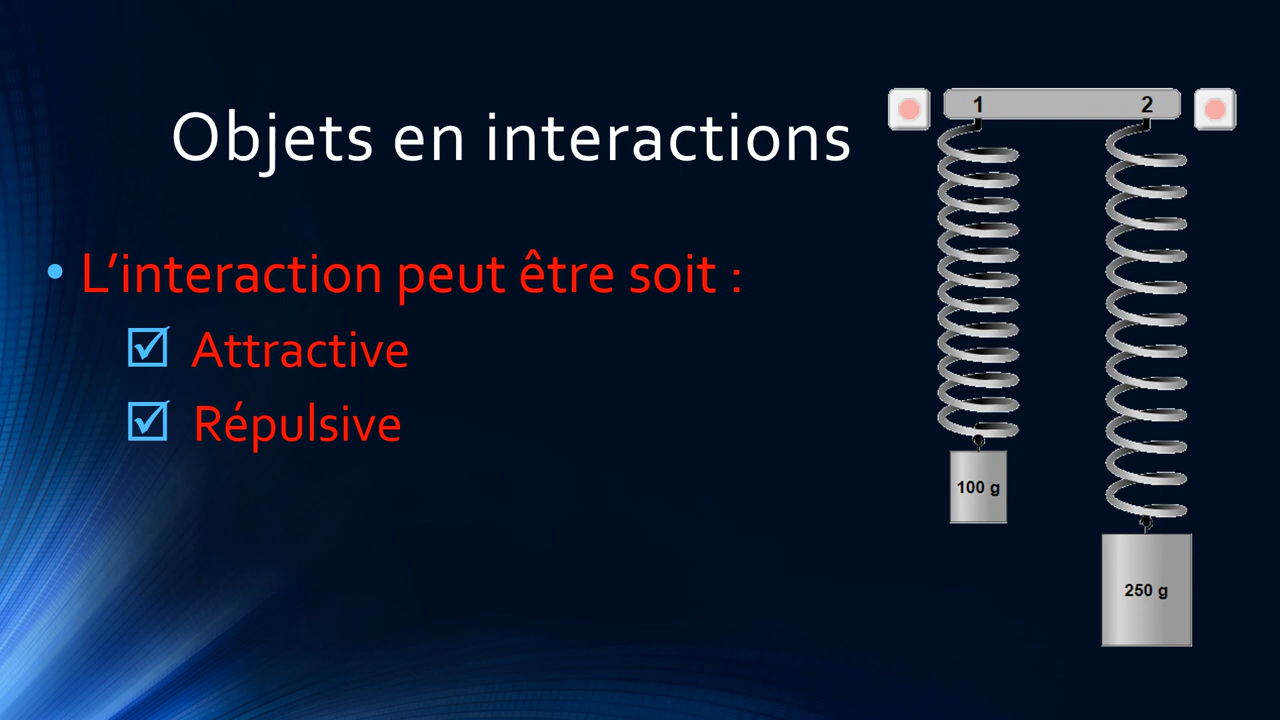 Objets en interactions
• L’interaction peut être soit :
☑ Attractive
☑ Répulsive
1
2
100 g
250 g